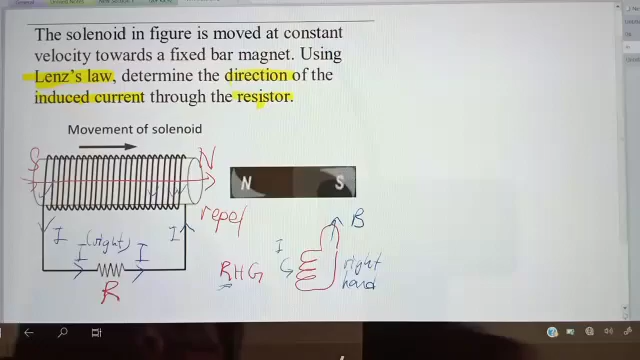 The solenoid in figure is moved at constant
velocity towards a fixed bar magnet. Using
Lenz's law, determine the direction of the
induced current through the resistor.
Movement of solenoid
S N
N S
repel
I (right) I I
I
R
RHG
I
B
right
hand